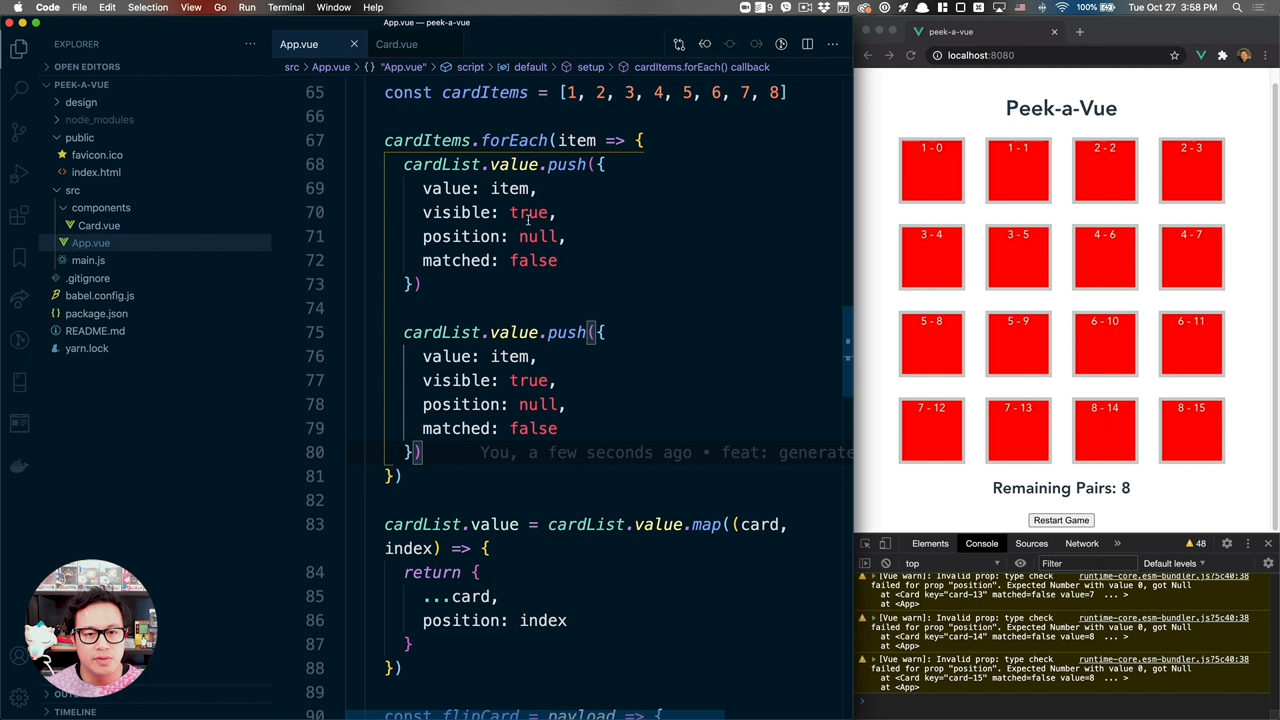 Code File Edit Selection View Go Run Terminal Window Help
9 27 100% Tue Oct 27 3:58 PM
App.vue — peek-a-vue
EXPLORER
OPEN EDITORS
PEEK-A-VUE
design
node_modules
public
favicon.ico
index.html
src
components
Card.vue
App.vue
main.js
.gitignore
babel.config.js
package.json
README.md
yarn.lock
TIMELINE
App.vue Card.vue
src App.vue {} "App.vue" script default setup cardItems.forEach() callback
65 const cardItems = [1, 2, 3, 4, 5, 6, 7, 8]
66
67 cardItems.forEach(item => {
68 cardList.value.push({
69 value: item,
70 visible: true,
71 position: null,
72 matched: false
73 })
74
75 cardList.value.push({
76 value: item,
77 visible: true,
78 position: null,
79 matched: false
80 }) You, a few seconds ago • feat: generate
81 })
82
83 cardList.value = cardList.value.map((card,
index) => {
84 return {
85 ...card,
86 position: index
87 }
88 })
89
90 const flipCard = payload => {
peek-a-vue
localhost:8080
Peek-a-Vue
1 - 0 1 - 1 2 - 2 2 - 3
3 - 4 3 - 5 4 - 6 4 - 7
5 - 8 5 - 9 6 - 10 6 - 11
7 - 12 7 - 13 8 - 14 8 - 15
Remaining Pairs: 8
Restart Game
Elements Console Sources Network » 48
top Filter Default levels
[Vue warn]: Invalid prop: type check runtime-core.esm-bundler.js?5c40:38
failed for prop "position". Expected Number with value 0, got Null
at <Card key="card-13" matched=false value=7 ... >
at <App>
[Vue warn]: Invalid prop: type check runtime-core.esm-bundler.js?5c40:38
failed for prop "position". Expected Number with value 0, got Null
at <Card key="card-14" matched=false value=8 ... >
at <App>
[Vue warn]: Invalid prop: type check runtime-core.esm-bundler.js?5c40:38
failed for prop "position". Expected Number with value 0, got Null
at <Card key="card-15" matched=false value=8 ... >
at <App>